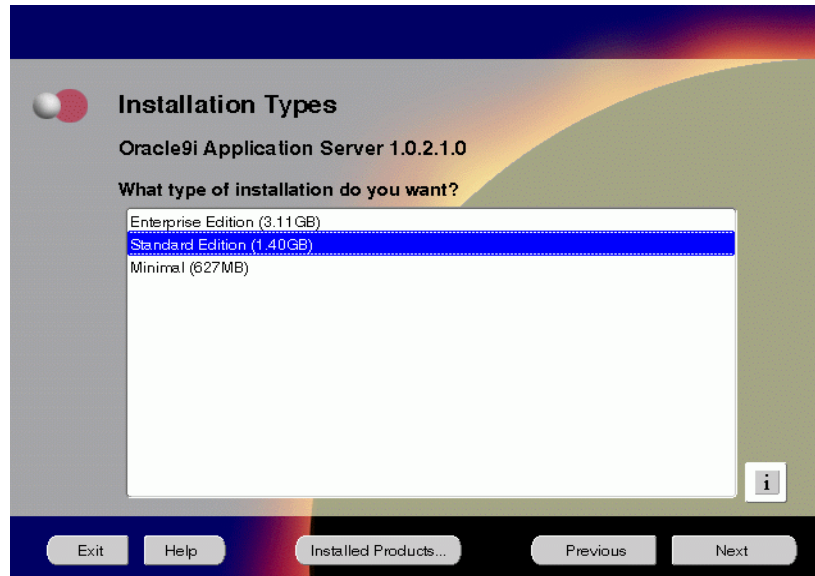 Installation Types
Oracle9i Application Server 1.0.2.1.0
What type of installation do you want?
Enterprise Edition (3.11GB)
Standard Edition (1.40GB)
Minimal (627MB)
i
Exit
Help
Installed Products...
Previous
Next